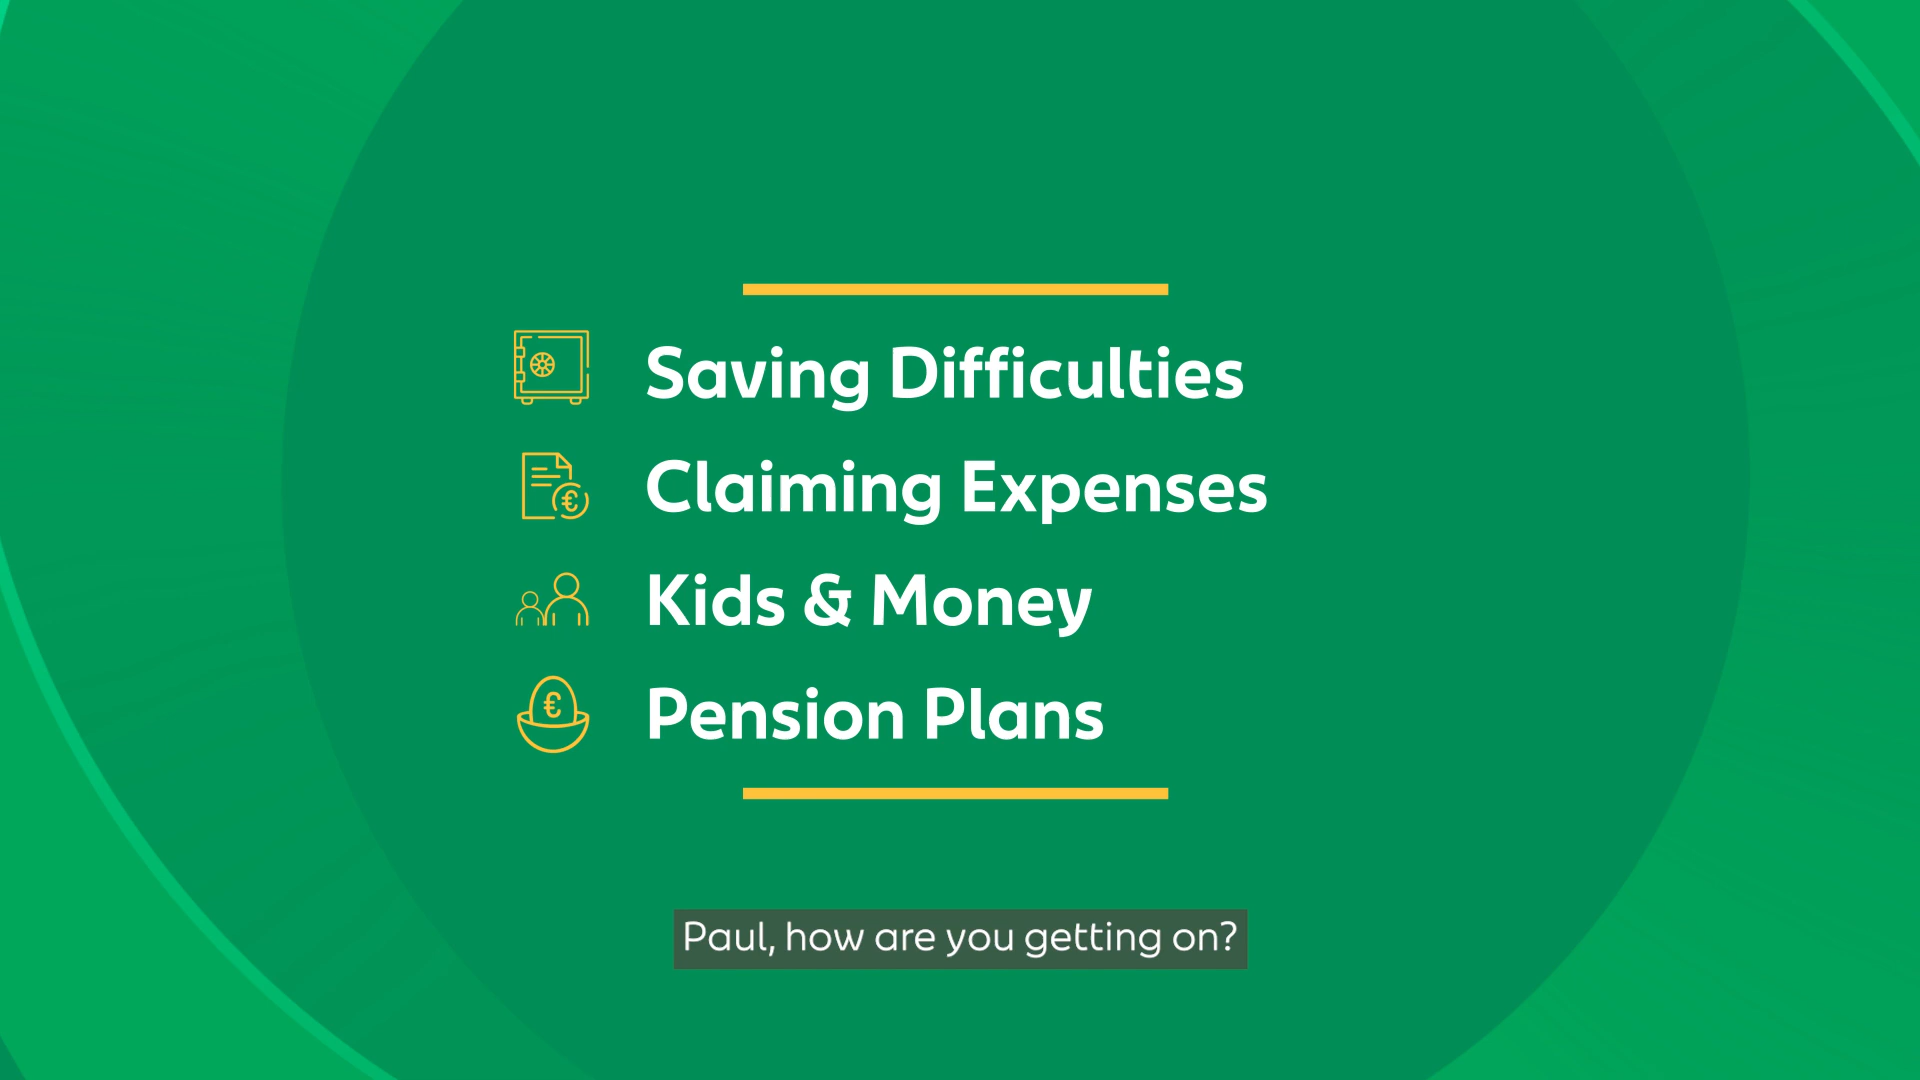 Saving Difficulties
Claiming Expenses
Kids & Money
Pension Plans
Paul, how are you getting on?